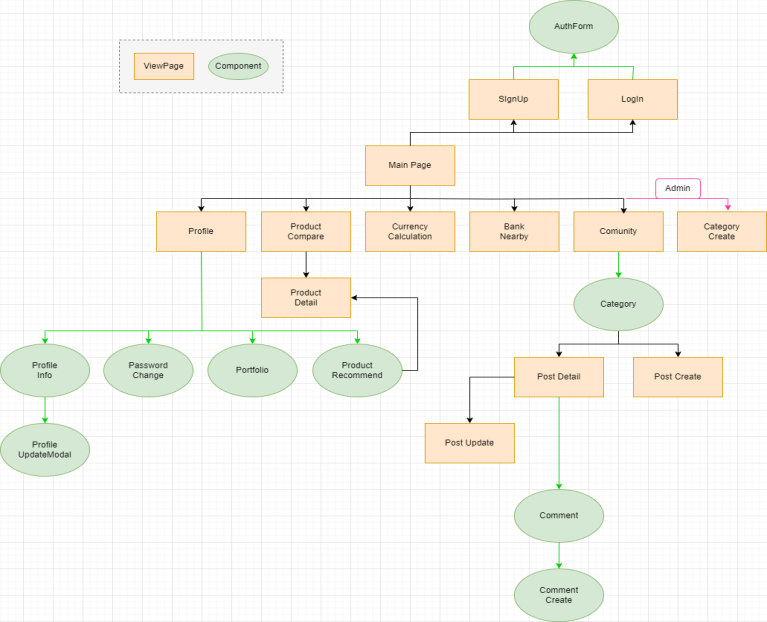 AuthForm
ViewPage
Component
SIgnUp
LogIn
Main Page
Admin
Profile
Product
Compare
Currency
Calculation
Bank
Nearby
Comunity
Category
Create
Product
Detail
Category
Profile
Info
Password
Change
Portfolio
Product
Recommend
Post Detail
Post Create
Profile
UpdateModal
Post Update
Comment
Comment
Create